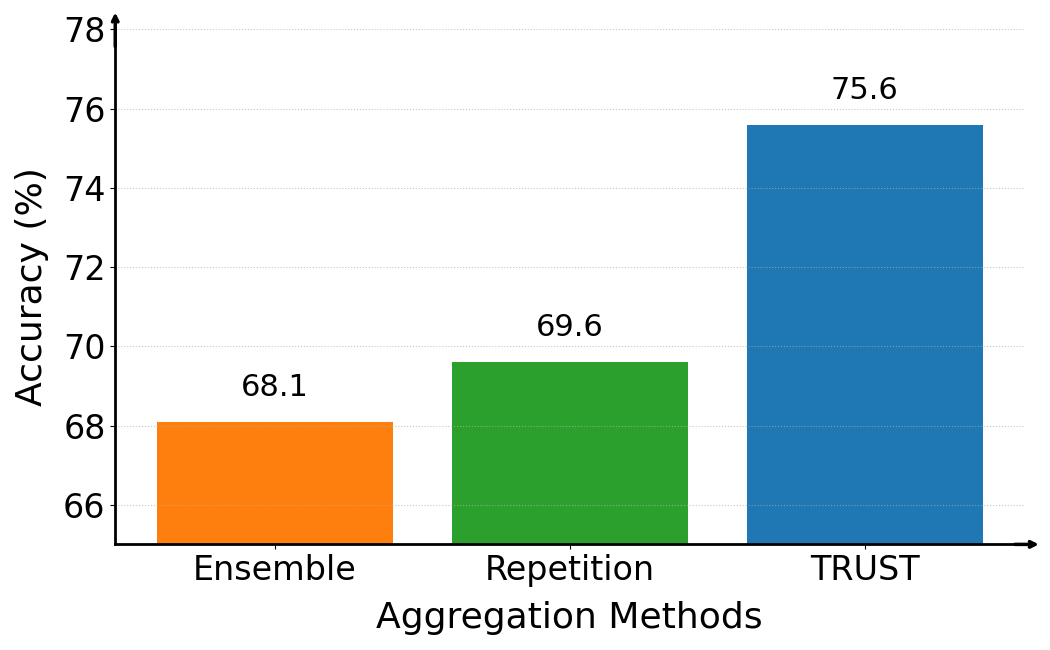 78
76
74
72
70
68
66
Accuracy (%)
68.1
69.6
75.6
Ensemble
Repetition
TRUST
Aggregation Methods